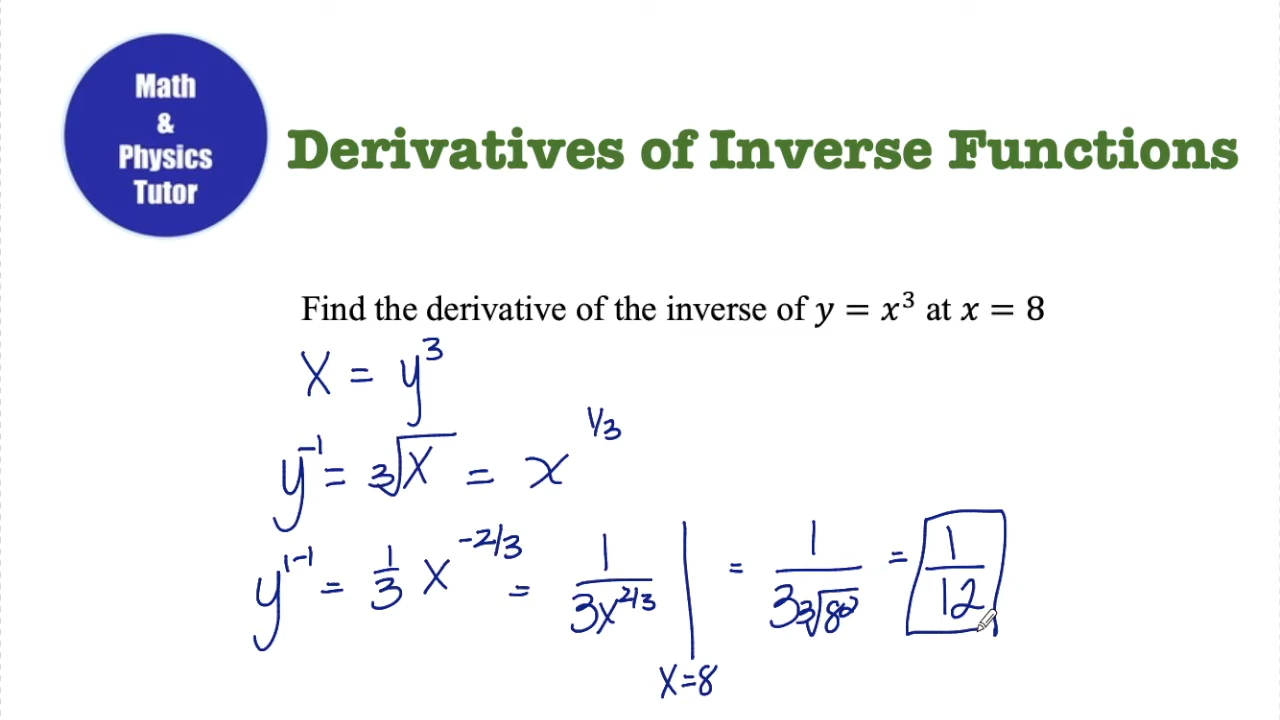 Math
&
Physics
Tutor
Derivatives of Inverse Functions
Find the derivative of the inverse of y = x³ at x = 8
x = y³
y⁻¹ = ∛x = x^1/3
y'⁻¹ = 1/3 x^-2/3 = 1/3x^2/3 | x=8 = 1/3∛8² = 1/12